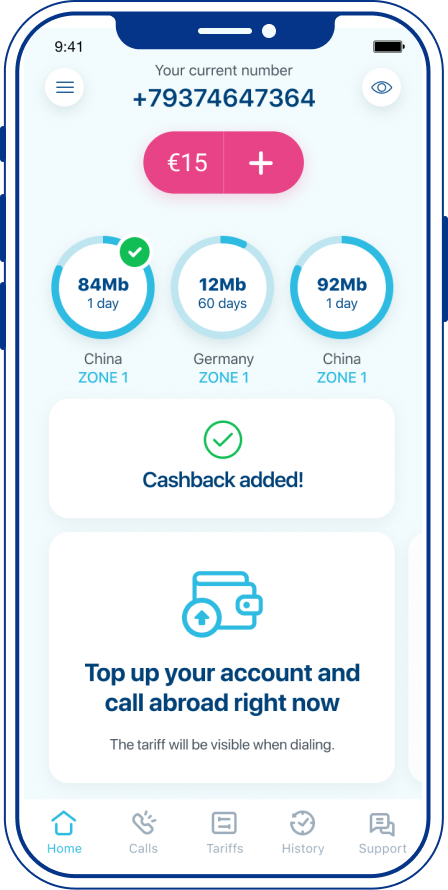 9:41
Your current number
+79374647364
€15 +
84Mb
1 day
12Mb
60 days
92Mb
1 day
China
ZONE 1
Germany
ZONE 1
China
ZONE 1
Cashback added!
Top up your account and
call abroad right now
The tariff will be visible when dialing.
Home
Calls
Tariffs
History
Support